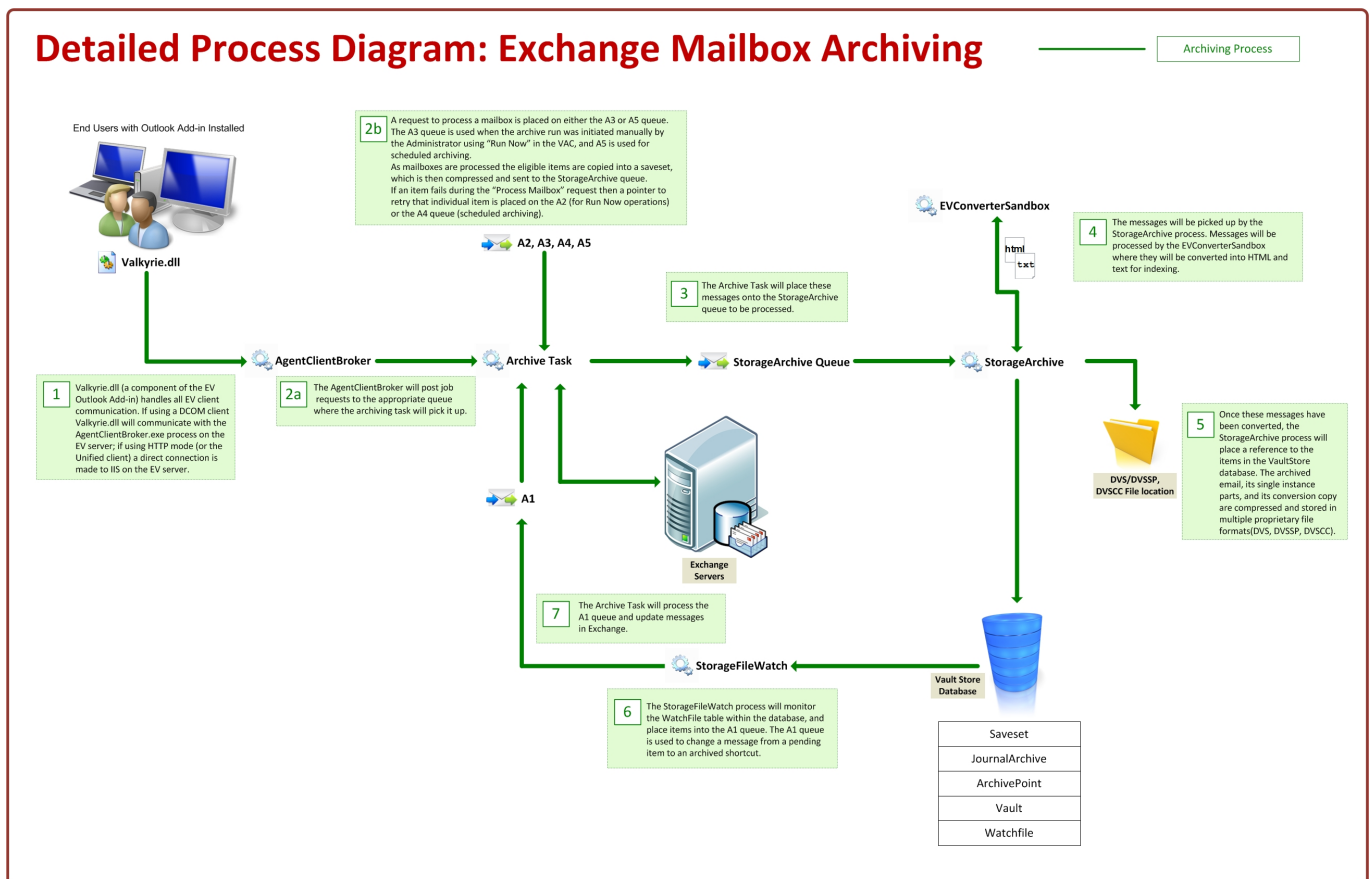 Detailed Process Diagram: Exchange Mailbox Archiving
Archiving Process
End Users with Outlook Add-in Installed
Valkyrie.dll
2b
A request to process a mailbox is placed on either the A3 or A5 queue.
The A3 queue is used when the archive run was initiated manually by
the Administrator using “Run Now” in the VAC, and A5 is used for
scheduled archiving.
As mailboxes are processed the eligible items are copied into a saveset,
which is then compressed and sent to the StorageArchive queue.
If an item fails during the “Process Mailbox” request then a pointer to
retry that individual item is placed on the A2 (for Run Now operations)
or the A4 queue (scheduled archiving).
A2, A3, A4, A5
EVConverterSandbox
html
txt
4
The messages will be picked up by the
StorageArchive process. Messages will be
processed by the EVConverterSandbox
where they will be converted into HTML and
text for indexing.
3
The Archive Task will place these
messages onto the StorageArchive
queue to be processed.
AgentClientBroker
Archive Task
StorageArchive Queue
StorageArchive
1
Valkyrie.dll (a component of the EV
Outlook Add-in) handles all EV client
communication. If using a DCOM client
Valkyrie.dll will communicate with the
AgentClientBroker.exe process on the
EV server; if using HTTP mode (or the
Unified client) a direct connection is
made to IIS on the EV server.
2a
The AgentClientBroker will post job
requests to the appropriate queue
where the archiving task will pick it up.
DVS/DVSSP,
DVSCC File location
5
Once these messages have
been converted, the
StorageArchive process will
place a reference to the
items in the VaultStore
database. The archived
email, its single instance
parts, and its conversion copy
are compressed and stored in
multiple proprietary file
formats(DVS, DVSSP, DVSCC).
A1
Exchange
Servers
7
The Archive Task will process the
A1 queue and update messages
in Exchange.
StorageFileWatch
Vault Store
Database
6
The StorageFileWatch process will monitor
the WatchFile table within the database, and
place items into the A1 queue. The A1 queue
is used to change a message from a pending
item to an archived shortcut.
Saveset
JournalArchive
ArchivePoint
Vault
Watchfile